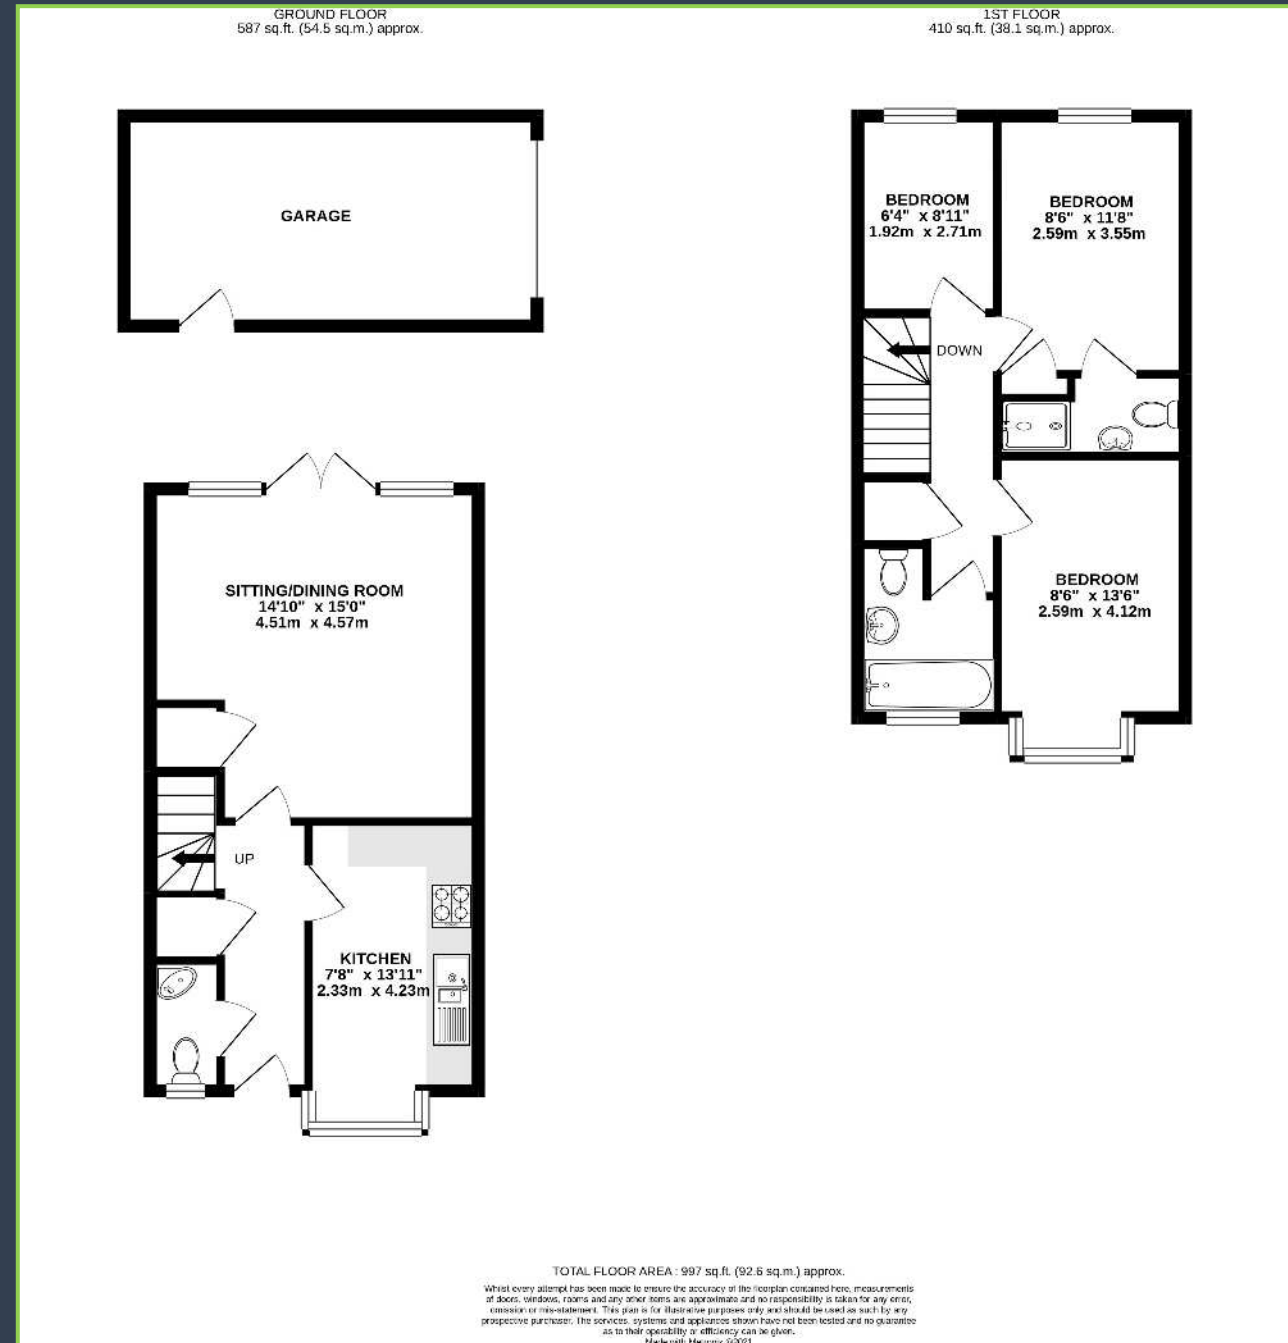 GROUND FLOOR
587 sq.ft. (54.5 sq.m.) approx.
1ST FLOOR
410 sq.ft. (38.1 sq.m.) approx.
GARAGE
BEDROOM
6'4" x 8'11"
1.92m x 2.71m
BEDROOM
8'6" x 11'8"
2.59m x 3.55m
DOWN
SITTING/DINING ROOM
14'10" x 15'0"
4.51m x 4.57m
BEDROOM
8'6" x 13'6"
2.59m x 4.12m
UP
KITCHEN
7'8" x 13'11"
2.33m x 4.23m
TOTAL FLOOR AREA : 997 sq.ft. (92.6 sq.m.) approx.
Whilst every attempt has been made to ensure the accuracy of the floorplan contained here, measurements
of doors, windows, rooms and any other items are approximate and no responsibility is taken for any error,
omission or mis-statement. This plan is for illustrative purposes only and should be used as such by any
prospective purchaser. The services, systems and appliances shown have not been tested and no guarantee
as to their operability or efficiency can be given.
Made with Metropix ©2021